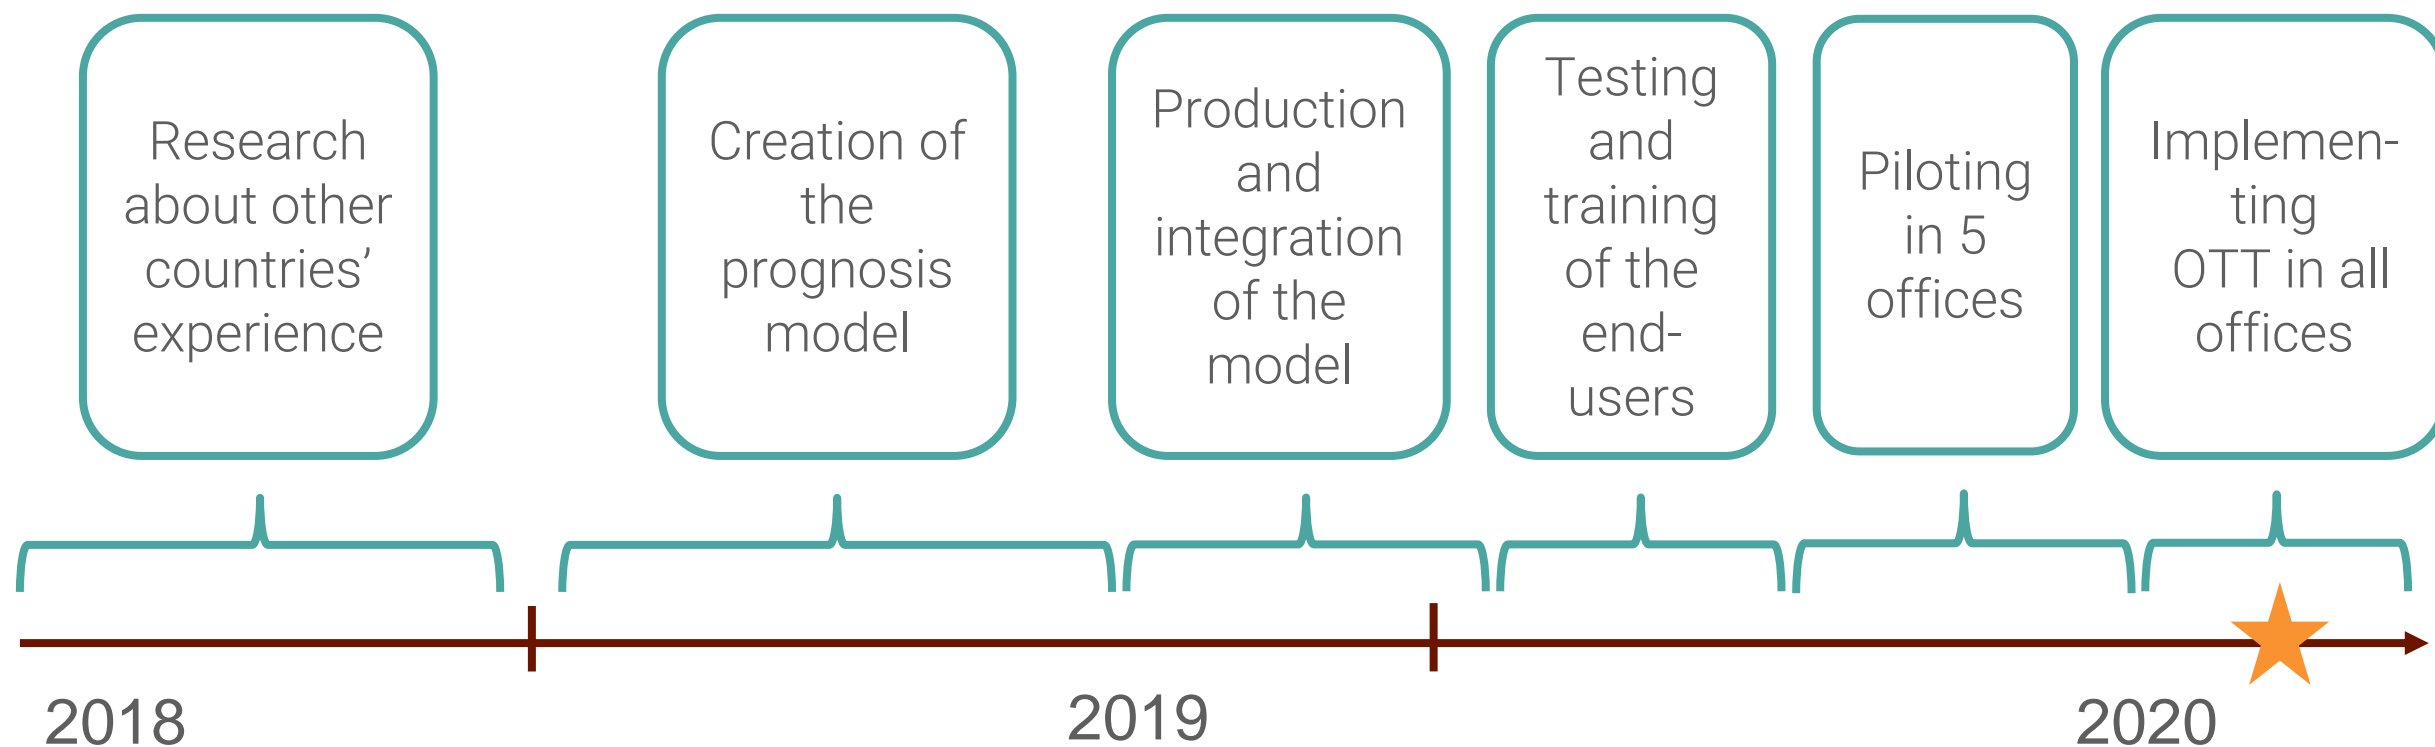 Research
about other
countries’
experience
Creation of
the
prognosis
model
Production
and
integration
of the
model
Testing
and
training
of the
end-
users
Piloting
in 5
offices
Implemen-
ting
OTT in all
offices
2018
2019
2020